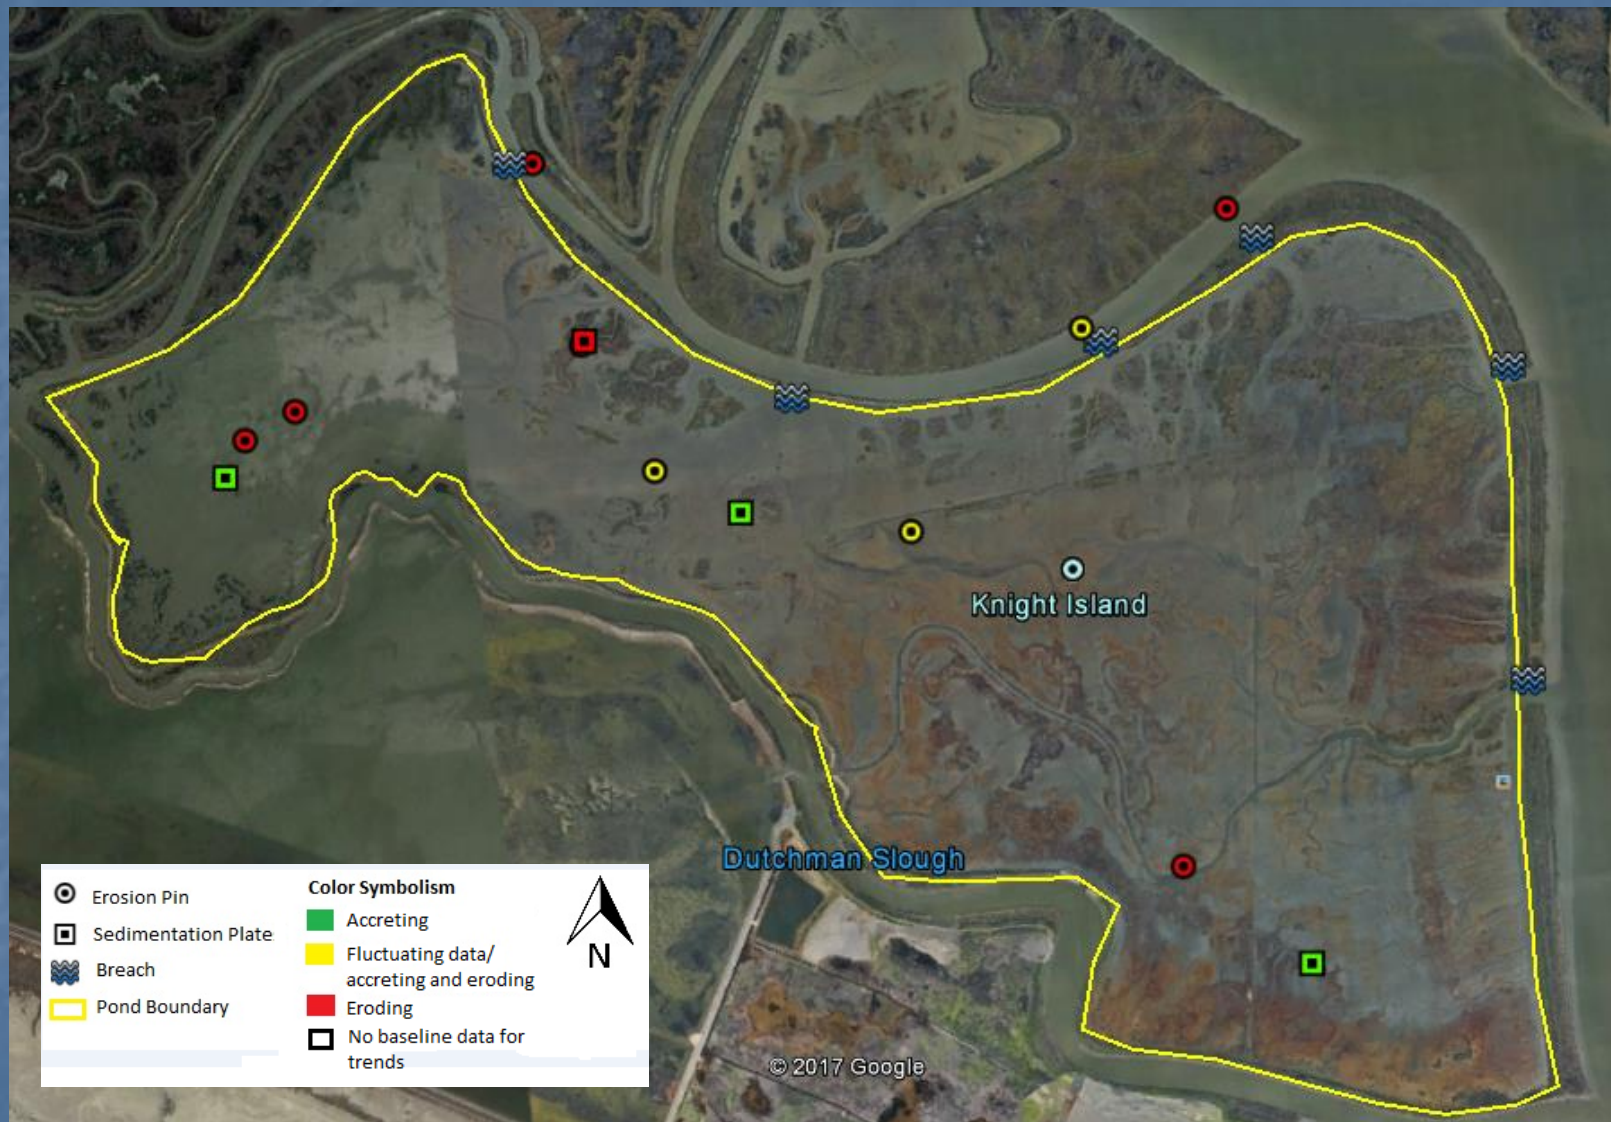 Knight Island
Dutchman Slough
Erosion Pin
Sedimentation Plate
Breach
Pond Boundary
Color Symbolism
Accreting
Fluctuating data/
accreting and eroding
Eroding
No baseline data for
trends
N
© 2017 Google